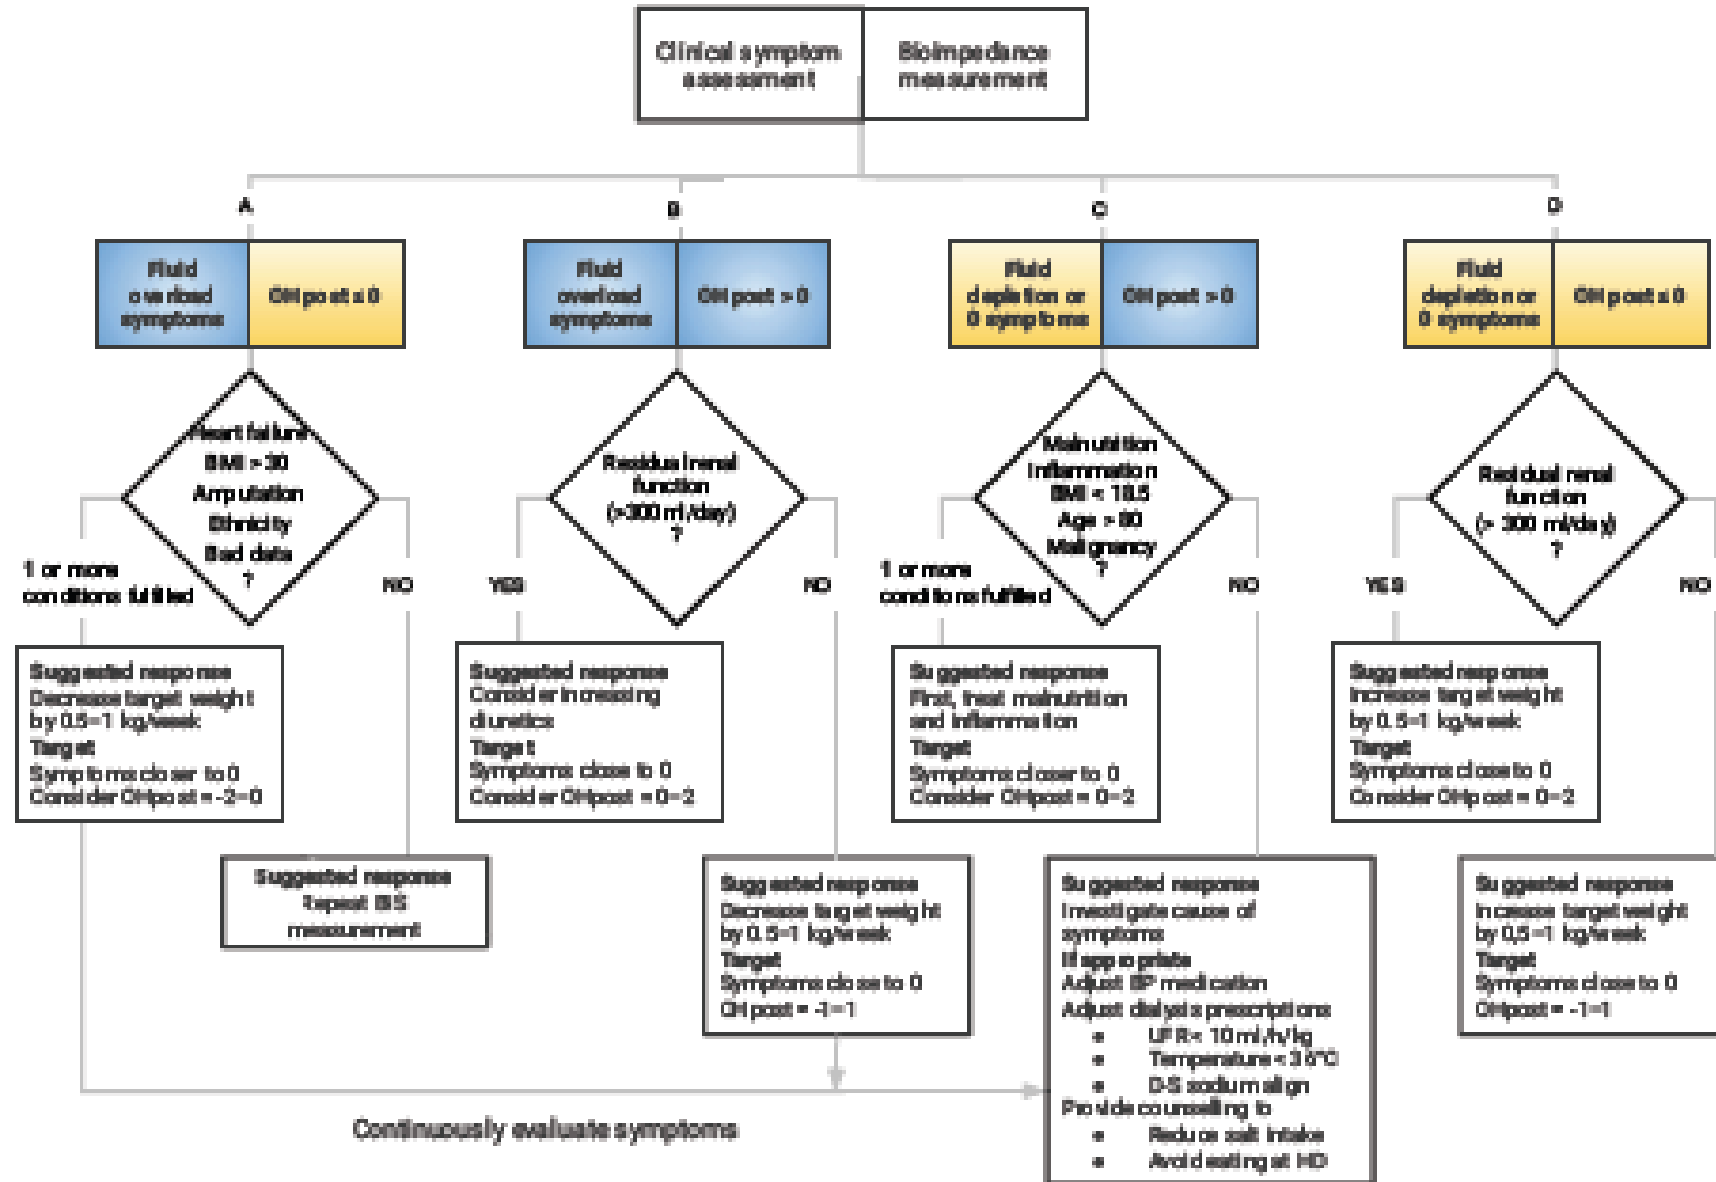 Clinical symptom
assessment
Bioimpedance
measurement
A
B
C
D
Fluid
overload
symptoms
OHpost ≤ 0
Fluid
overload
symptoms
OHpost > 0
Fluid
depletion or
0 symptoms
OHpost > 0
Fluid
depletion or
0 symptoms
OHpost ≤ 0
Heart failure
BMI > 30
Amputation
Ethnicity
Bad data
?
1 or more
conditions fulfilled
NO
Residual renal
function
(>300 ml/day)
?
YES
NO
Malnutrition
Inflammation
BMI < 18.5
Age > 80
Malignancy
?
1 or more
conditions fulfilled
NO
Residual renal
function
(> 300 ml/day)
?
YES
NO
Suggested response
Decrease target weight
by 0.5–1 kg/week
Target
Symptoms closer to 0
Consider OHpost = -2–0
Suggested response
Consider increasing
diuretics
Target
Symptoms close to 0
Consider OHpost = 0–2
Suggested response
First, treat malnutrition
and inflammation
Target
Symptoms closer to 0
Consider OHpost = 0–2
Suggested response
Increase target weight
by 0.5–1 kg/week
Target
Symptoms close to 0
Consider OHpost = 0–2
Suggested response
Repeat BIS
measurement
Suggested response
Decrease target weight
by 0.5–1 kg/week
Target
Symptoms close to 0
OHpost = -1–1
Suggested response
Investigate cause of
symptoms
If appropriate
Adjust BP medication
Adjust dialysis prescriptions
• UFR < 10 ml/h/kg
• Temperature < 36°C
• D-S sodium align
Provide counselling to
• Reduce salt intake
• Avoid eating at HD
Suggested response
Increase target weight
by 0,5–1 kg/week
Target
Symptoms close to 0
OHpost = -1–1
Continuously evaluate symptoms